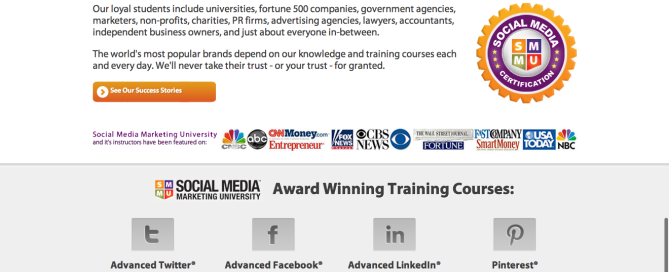 Our loyal students include universities, fortune 500 companies, government agencies,
marketers, non-profits, charities, PR firms, advertising agencies, lawyers, accountants,
independent business owners, and just about everyone in-between.
The world's most popular brands depend on our knowledge and training courses each
and every day. We'll never take their trust - or your trust - for granted.
See Our Success Stories
SOCIAL MEDIA
SM
MU
CERTIFICATION
Social Media Marketing University
and it's instructors have been featured on:
CNBC
abc
CNNMoney.com
Entrepreneur
FOX
NEWS
CBS
NEWS
THE WALL STREET JOURNAL.
FORTUNE
FAST COMPANY
SmartMoney
USA
TODAY
NBC
SM
MU
SOCIAL MEDIA
MARKETING UNIVERSITY
Award Winning Training Courses:
t
f
in
Advanced Twitter®
Advanced Facebook®
Advanced LinkedIn®
Pinterest®